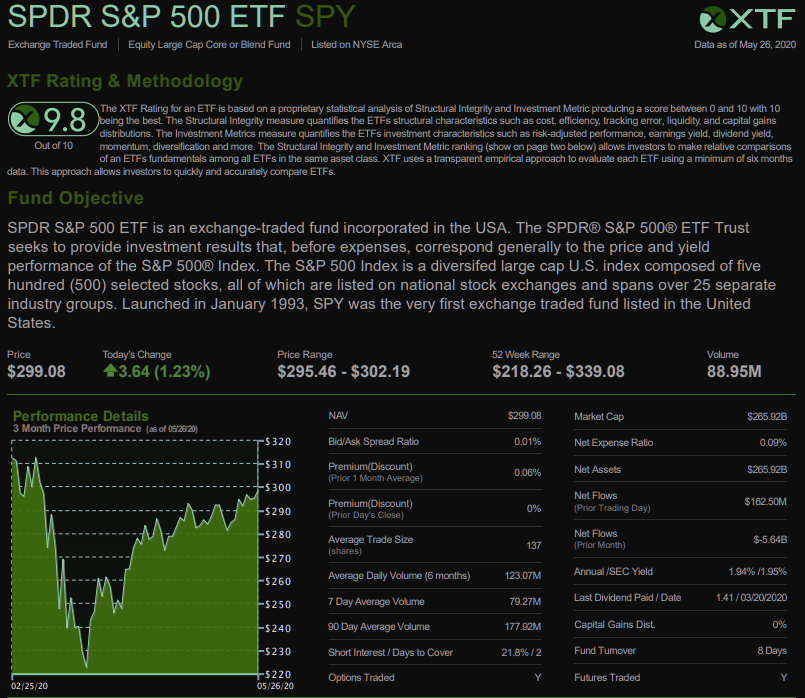 SPDR S&P 500 ETF SPY
XTF
Exchange Traded Fund | Equity Large Cap Core or Blend Fund | Listed on NYSE Arca
Data as of May 26, 2020
XTF Rating & Methodology
9.8
Out of 10
The XTF Rating for an ETF is based on a proprietary statistical analysis of Structural Integrity and Investment Metric producing a score between 0 and 10 with 10
being the best. The Structural Integrity measure quantifies the ETFs structural characteristics such as cost, efficiency, tracking error, liquidity, and capital gains
distributions. The Investment Metrics measure quantifies the ETFs investment characteristics such as risk-adjusted performance, earnings yield, dividend yield,
momentum, diversification and more. The Structural Integrity and Investment Metric ranking (show on page two below) allows investors to make relative comparisons
of an ETFs fundamentals among all ETFs in the same asset class. XTF uses a transparent empirical approach to evaluate each ETF using a minimum of six months
data. This approach allows investors to quickly and accurately compare ETFs.
Fund Objective
SPDR S&P 500 ETF is an exchange-traded fund incorporated in the USA. The SPDR® S&P 500® ETF Trust
seeks to provide investment results that, before expenses, correspond generally to the price and yield
performance of the S&P 500® Index. The S&P 500 Index is a diversifed large cap U.S. index composed of five
hundred (500) selected stocks, all of which are listed on national stock exchanges and spans over 25 separate
industry groups. Launched in January 1993, SPY was the very first exchange traded fund listed in the United
States.
Price
$299.08
Today's Change
3.64 (1.23%)
Price Range
$295.46 - $302.19
52 Week Range
$218.26 - $339.08
Volume
88.95M
Performance Details
3 Month Price Performance (as of 05/26/20)
$320
$310
$300
$290
$280
$270
$260
$250
$240
$230
$220
02/25/20
05/26/20
NAV $299.08
Bid/Ask Spread Ratio 0.01%
Premium(Discount) 0.06%
(Prior 1 Month Average)
Premium(Discount) 0%
(Prior Day's Close)
Average Trade Size 137
(shares)
Average Daily Volume (6 months) 123.07M
7 Day Average Volume 79.27M
90 Day Average Volume 177.92M
Short Interest / Days to Cover 21.8% / 2
Options Traded Y
Market Cap $265.92B
Net Expense Ratio 0.09%
Net Assets $265.92B
Net Flows $162.50M
(Prior Trading Day)
Net Flows $-5.64B
(Prior Month)
Annual /SEC Yield 1.94% /1.95%
Last Dividend Paid / Date 1.41 / 03/20/2020
Capital Gains Dist. 0%
Fund Turnover 8 Days
Futures Traded Y